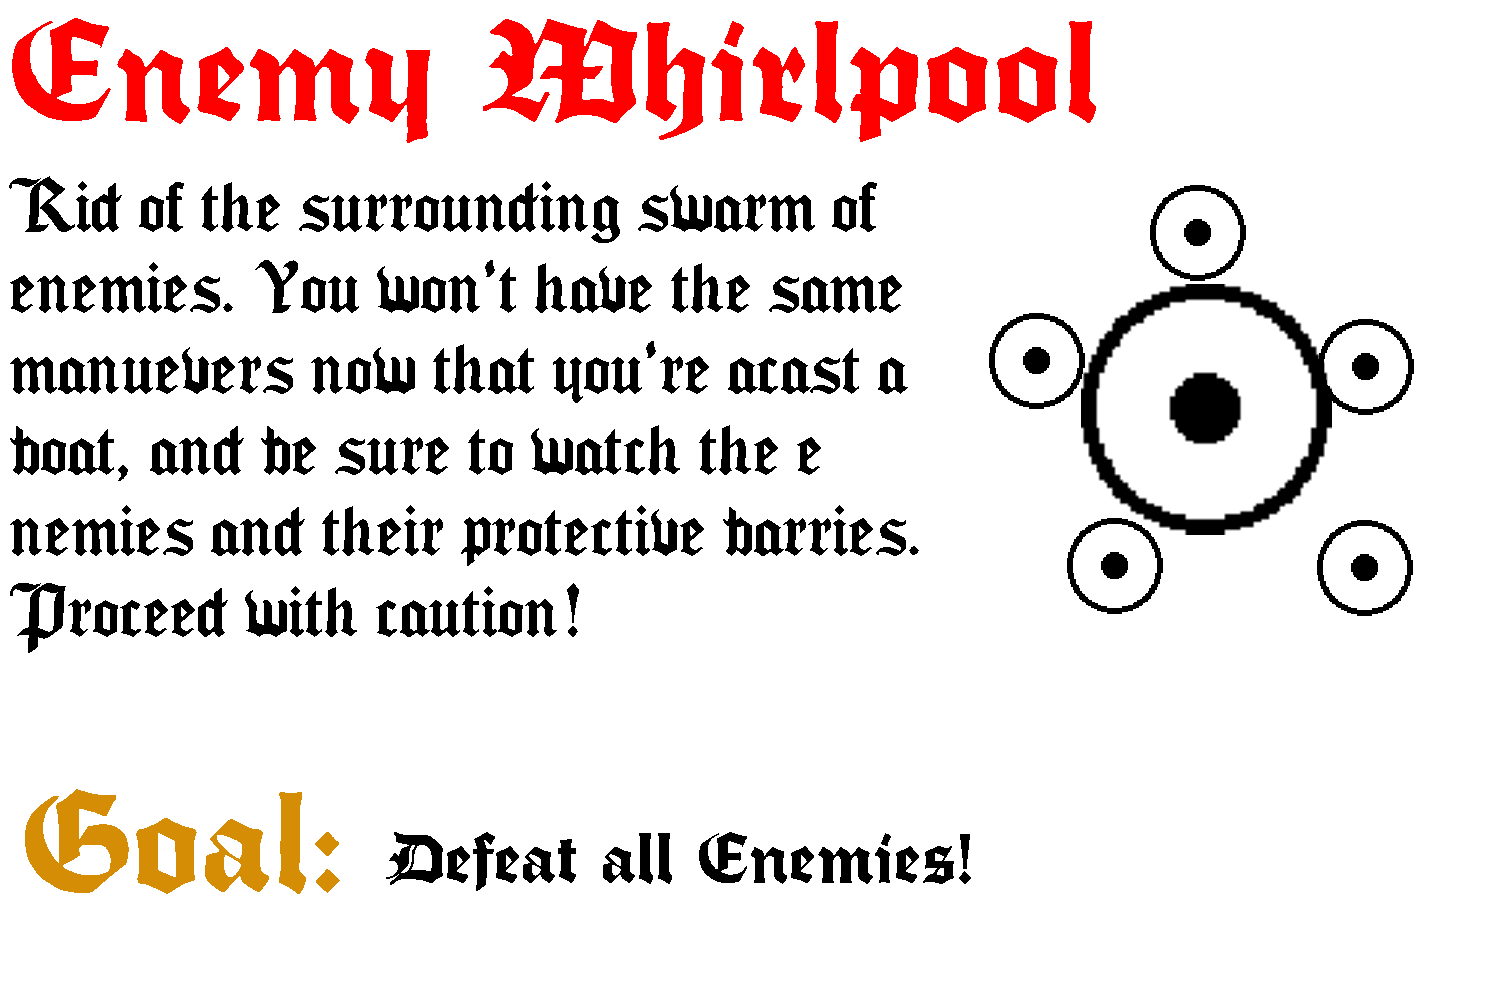 Enemy Whirlpool
Rid of the surrounding swarm of
enemies. You won't have the same
manuevers now that you're acast a
boat, and be sure to watch the e
nemies and their protective barries.
Proceed with caution!
Goal: Defeat all Enemies!